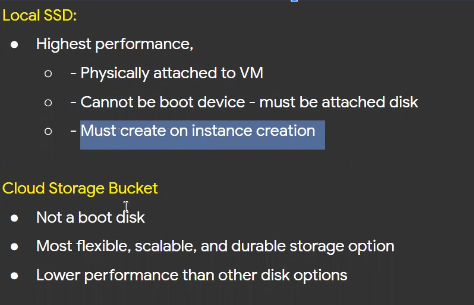 Local SSD:
● Highest performance,
○ - Physically attached to VM
○ - Cannot be boot device - must be attached disk
○ - Must create on instance creation
Cloud Storage Bucket
● Not a boot disk
● Most flexible, scalable, and durable storage option
● Lower performance than other disk options